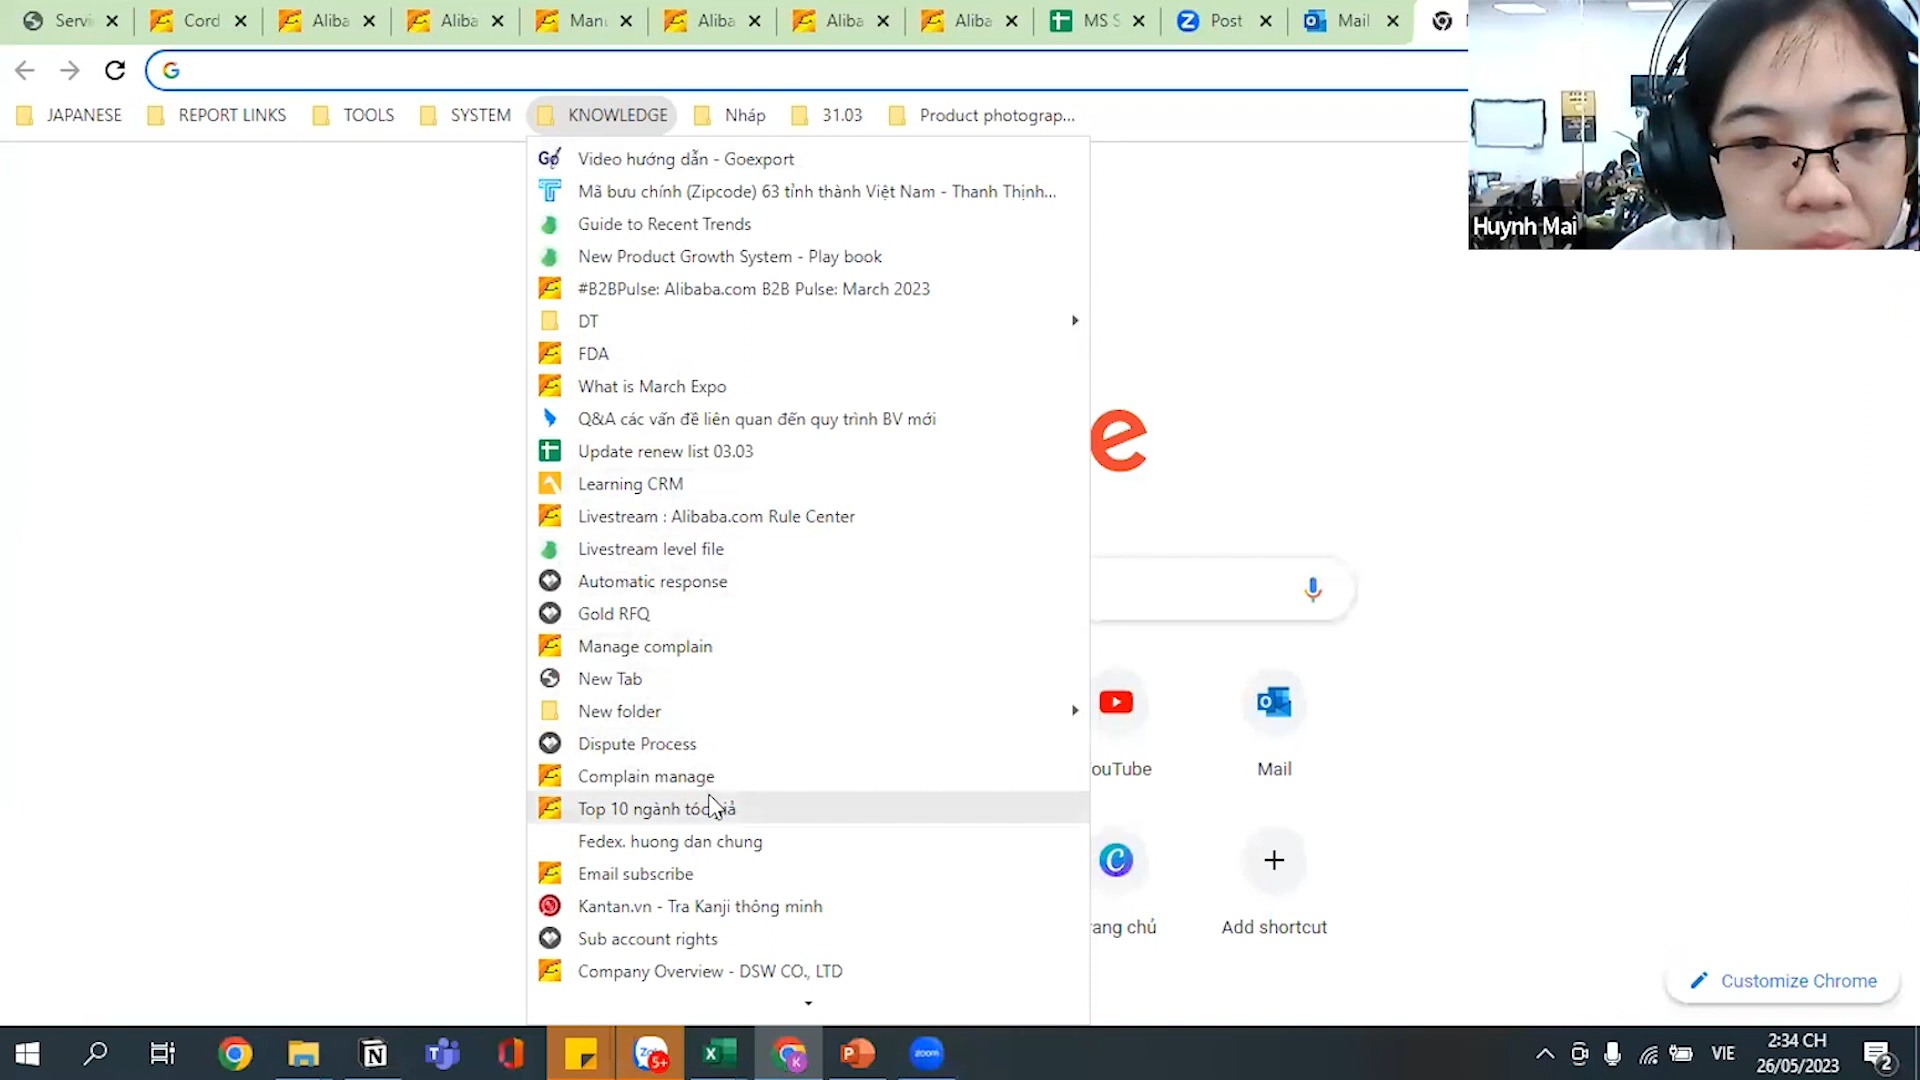 Servi
Cord
Aliba
Aliba
Man
Aliba
Aliba
Aliba
MS S
Post
Mail
JAPANESE
REPORT LINKS
TOOLS
SYSTEM
KNOWLEDGE
Nháp
31.03
Product photograp...
Huynh Mai
Video hướng dẫn - Goexport
Mã bưu chính (Zipcode) 63 tỉnh thành Việt Nam - Thanh Thịnh...
Guide to Recent Trends
New Product Growth System - Play book
#B2BPulse: Alibaba.com B2B Pulse: March 2023
DT
FDA
What is March Expo
Q&A các vấn đề liên quan đến quy trình BV mới
Update renew list 03.03
Learning CRM
Livestream : Alibaba.com Rule Center
Livestream level file
Automatic response
Gold RFQ
Manage complain
New Tab
New folder
Dispute Process
Complain manage
Top 10 ngành tóc giả
Fedex. huong dan chung
Email subscribe
Kantan.vn - Tra Kanji thông minh
Sub account rights
Company Overview - DSW CO., LTD
e
ouTube
Mail
rang chủ
Add shortcut
Customize Chrome
zoom
5+
VIE
2:34 CH
26/05/2023
2